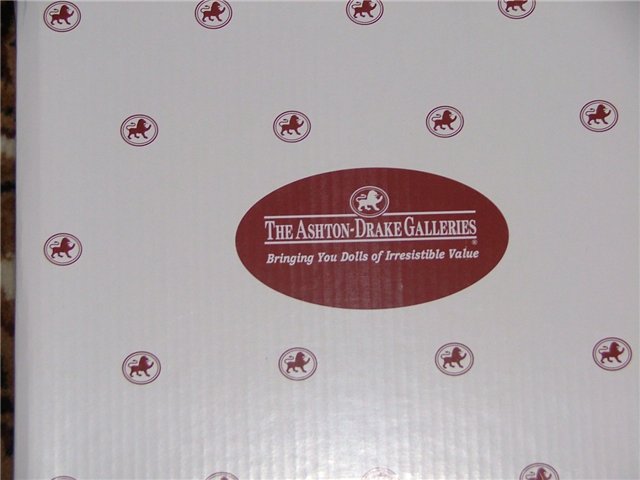 THE ASHTON-DRAKE GALLERIES
®
Bringing You Dolls of Irresistible Value